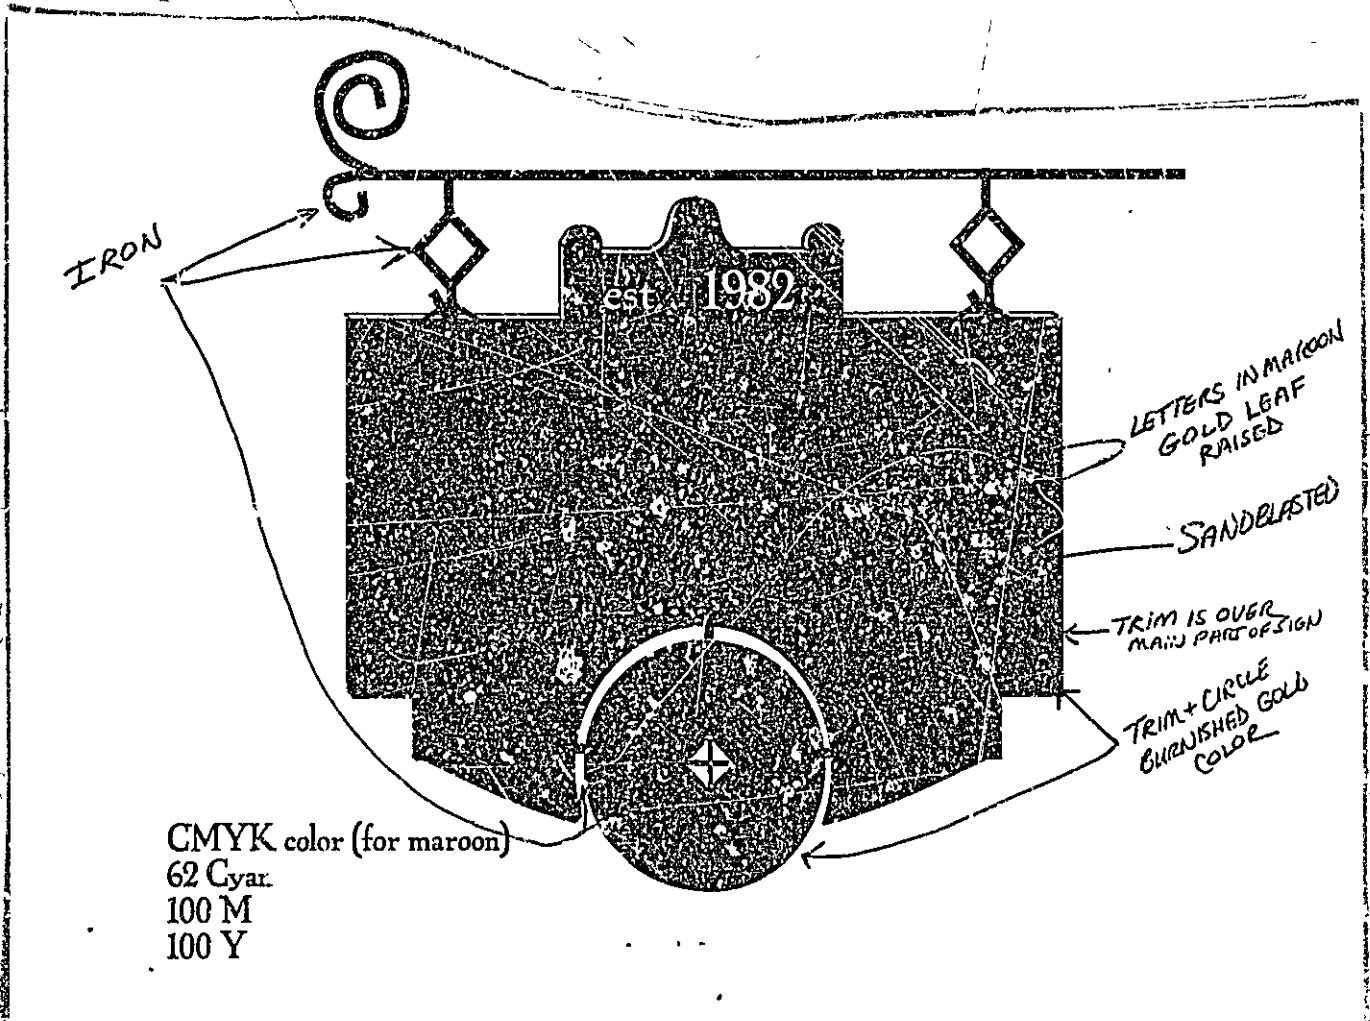 est 1982
IRON
LETTERS IN MAROON
GOLD LEAF
RAISED
SANDBLASTED
TRIM IS OVER
MAIN PART OF SIGN
TRIM + CIRCLE
BURNISHED GOLD
COLOR
CMYK color (for maroon)
62 Cyan
100 M
100 Y